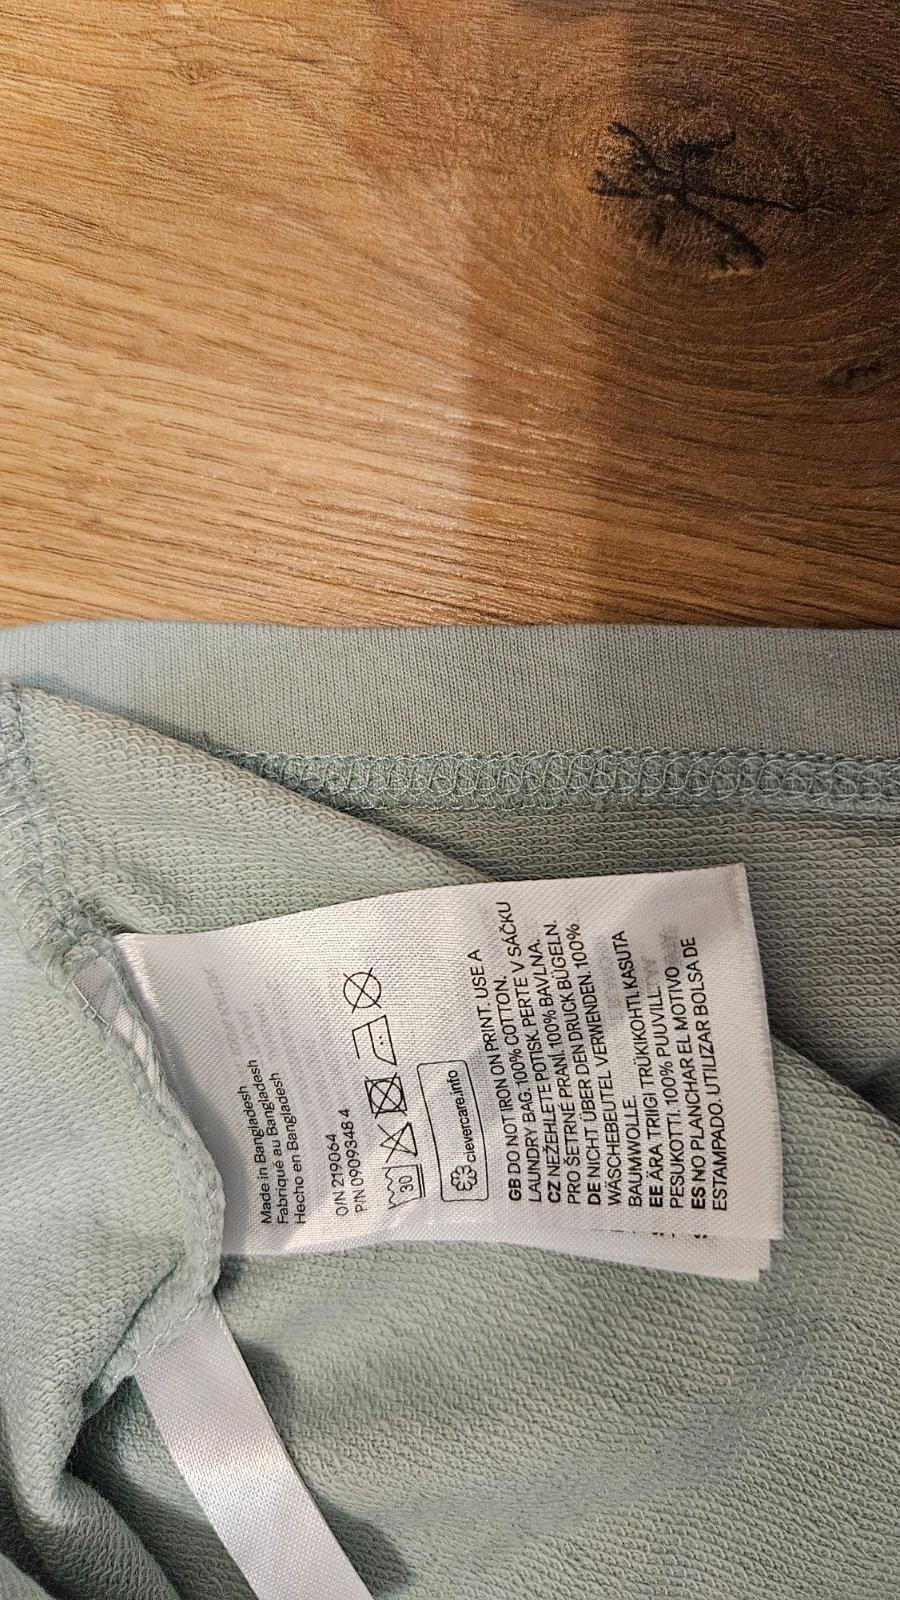 Made in Bangladesh
Fabriqué au Bangladesh
Hecho en Bangladesh
O/N 219064
P/N 0909348 4
30
clevercare.info
GB DO NOT IRON ON PRINT. USE A
LAUNDRY BAG. 100% COTTON.
CZ NEŽEHLETE POTISK. PERTE V SÁČKU
PRO ŠETRNÉ PRANÍ. 100% BAVLNA.
DE NICHT ÜBER DEN DRUCK BÜGELN.
WÄSCHEBEUTEL VERWENDEN. 100%
BAUMWOLLE.
EE ÄRA TRIIGI TRÜKIKOHTI. KASUTA
PESUKOTTI. 100% PUUVILL.
ES NO PLANCHAR EL MOTIVO
ESTAMPADO. UTILIZAR BOLSA DE